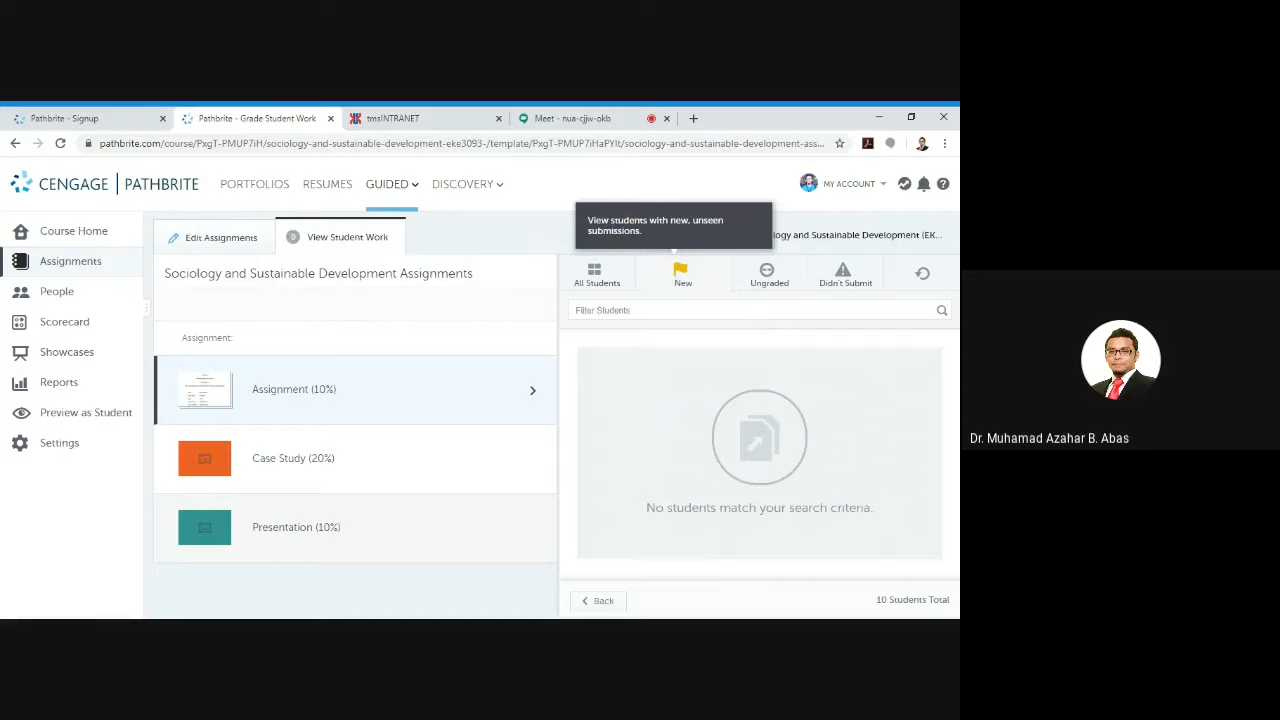 Pathbrite - Signup
Pathbrite - Grade Student Work
tmsINTRANET
Meet - nua-cjjw-okb
pathbrite.com/course/PxgT-PMUP7iH/sociology-and-sustainable-development-eke3093-/template/PxgT-PMUP7iHaPYlt/sociology-and-sustainable-development-ass...
CENGAGE | PATHBRITE
PORTFOLIOS
RESUMES
GUIDED
DISCOVERY
MY ACCOUNT
View students with new, unseen
submissions.
Course Home
Assignments
People
Scorecard
Showcases
Reports
Preview as Student
Settings
Edit Assignments
0 View Student Work
ogy and Sustainable Development (EK...
Sociology and Sustainable Development Assignments
All Students
New
Ungraded
Didn't Submit
Filter Students
Assignment:
Assignment (10%)
Case Study (20%)
Presentation (10%)
No students match your search criteria.
Back
10 Students Total
Dr. Muhamad Azahar B. Abas